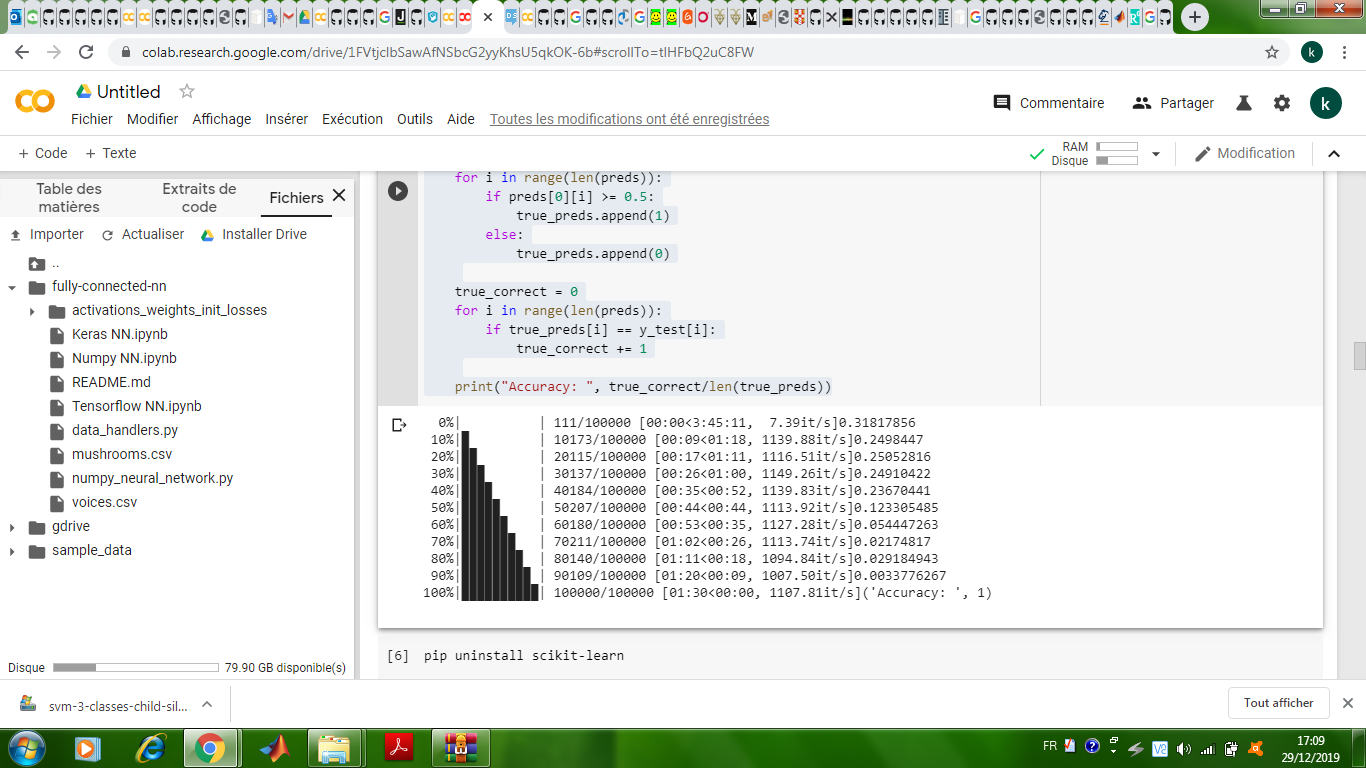 colab.research.google.com/drive/1FVtjcIbSawAfNSbcG2yyKhsU5qkOK-6b#scrollTo=tIHFbQ2uC8FW
k
Untitled
Commentaire
Partager
k
Fichier Modifier Affichage Insérer Exécution Outils Aide Toutes les modifications ont été enregistrées
+ Code + Texte
RAM
Disque
Modification
Table des matières
Extraits de code
Fichiers
Importer Actualiser Installer Drive
..
fully-connected-nn
activations_weights_init_losses
Keras NN.ipynb
Numpy NN.ipynb
README.md
Tensorflow NN.ipynb
data_handlers.py
mushrooms.csv
numpy_neural_network.py
voices.csv
gdrive
sample_data
Disque 79.90 GB disponible(s)
for i in range(len(preds)):
if preds[0][i] >= 0.5:
true_preds.append(1)
else:
true_preds.append(0)
true_correct = 0
for i in range(len(preds)):
if true_preds[i] == y_test[i]:
true_correct += 1
print("Accuracy: ", true_correct/len(true_preds))
0%| | 111/100000 [00:00<3:45:11, 7.39it/s]0.31817856
10%| | 10173/100000 [00:09<01:18, 1139.88it/s]0.2498447
20%| | 20115/100000 [00:17<01:11, 1116.51it/s]0.25052816
30%| | 30137/100000 [00:26<01:00, 1149.26it/s]0.24910422
40%| | 40184/100000 [00:35<00:52, 1139.83it/s]0.23670441
50%| | 50207/100000 [00:44<00:44, 1113.92it/s]0.123305485
60%| | 60180/100000 [00:53<00:35, 1127.28it/s]0.054447263
70%| | 70211/100000 [01:02<00:26, 1113.74it/s]0.02174817
80%| | 80140/100000 [01:11<00:18, 1094.84it/s]0.029184943
90%| | 90109/100000 [01:20<00:09, 1007.50it/s]0.0033776267
100%| | 100000/100000 [01:30<00:00, 1107.81it/s]('Accuracy: ', 1)
[6] pip uninstall scikit-learn
svm-3-classes-child-sil...
Tout afficher
FR
17:09
29/12/2019